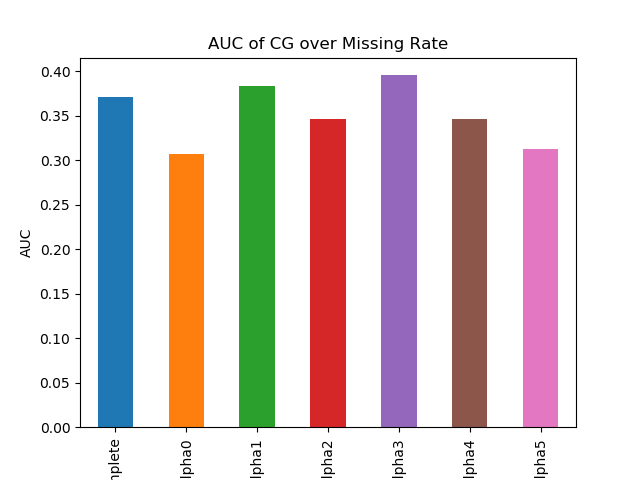 AUC of CG over Missing Rate
AUC
0.40
0.35
0.30
0.25
0.20
0.15
0.10
0.05
0.00
nplete
lpha0
lpha1
lpha2
lpha3
lpha4
lpha5